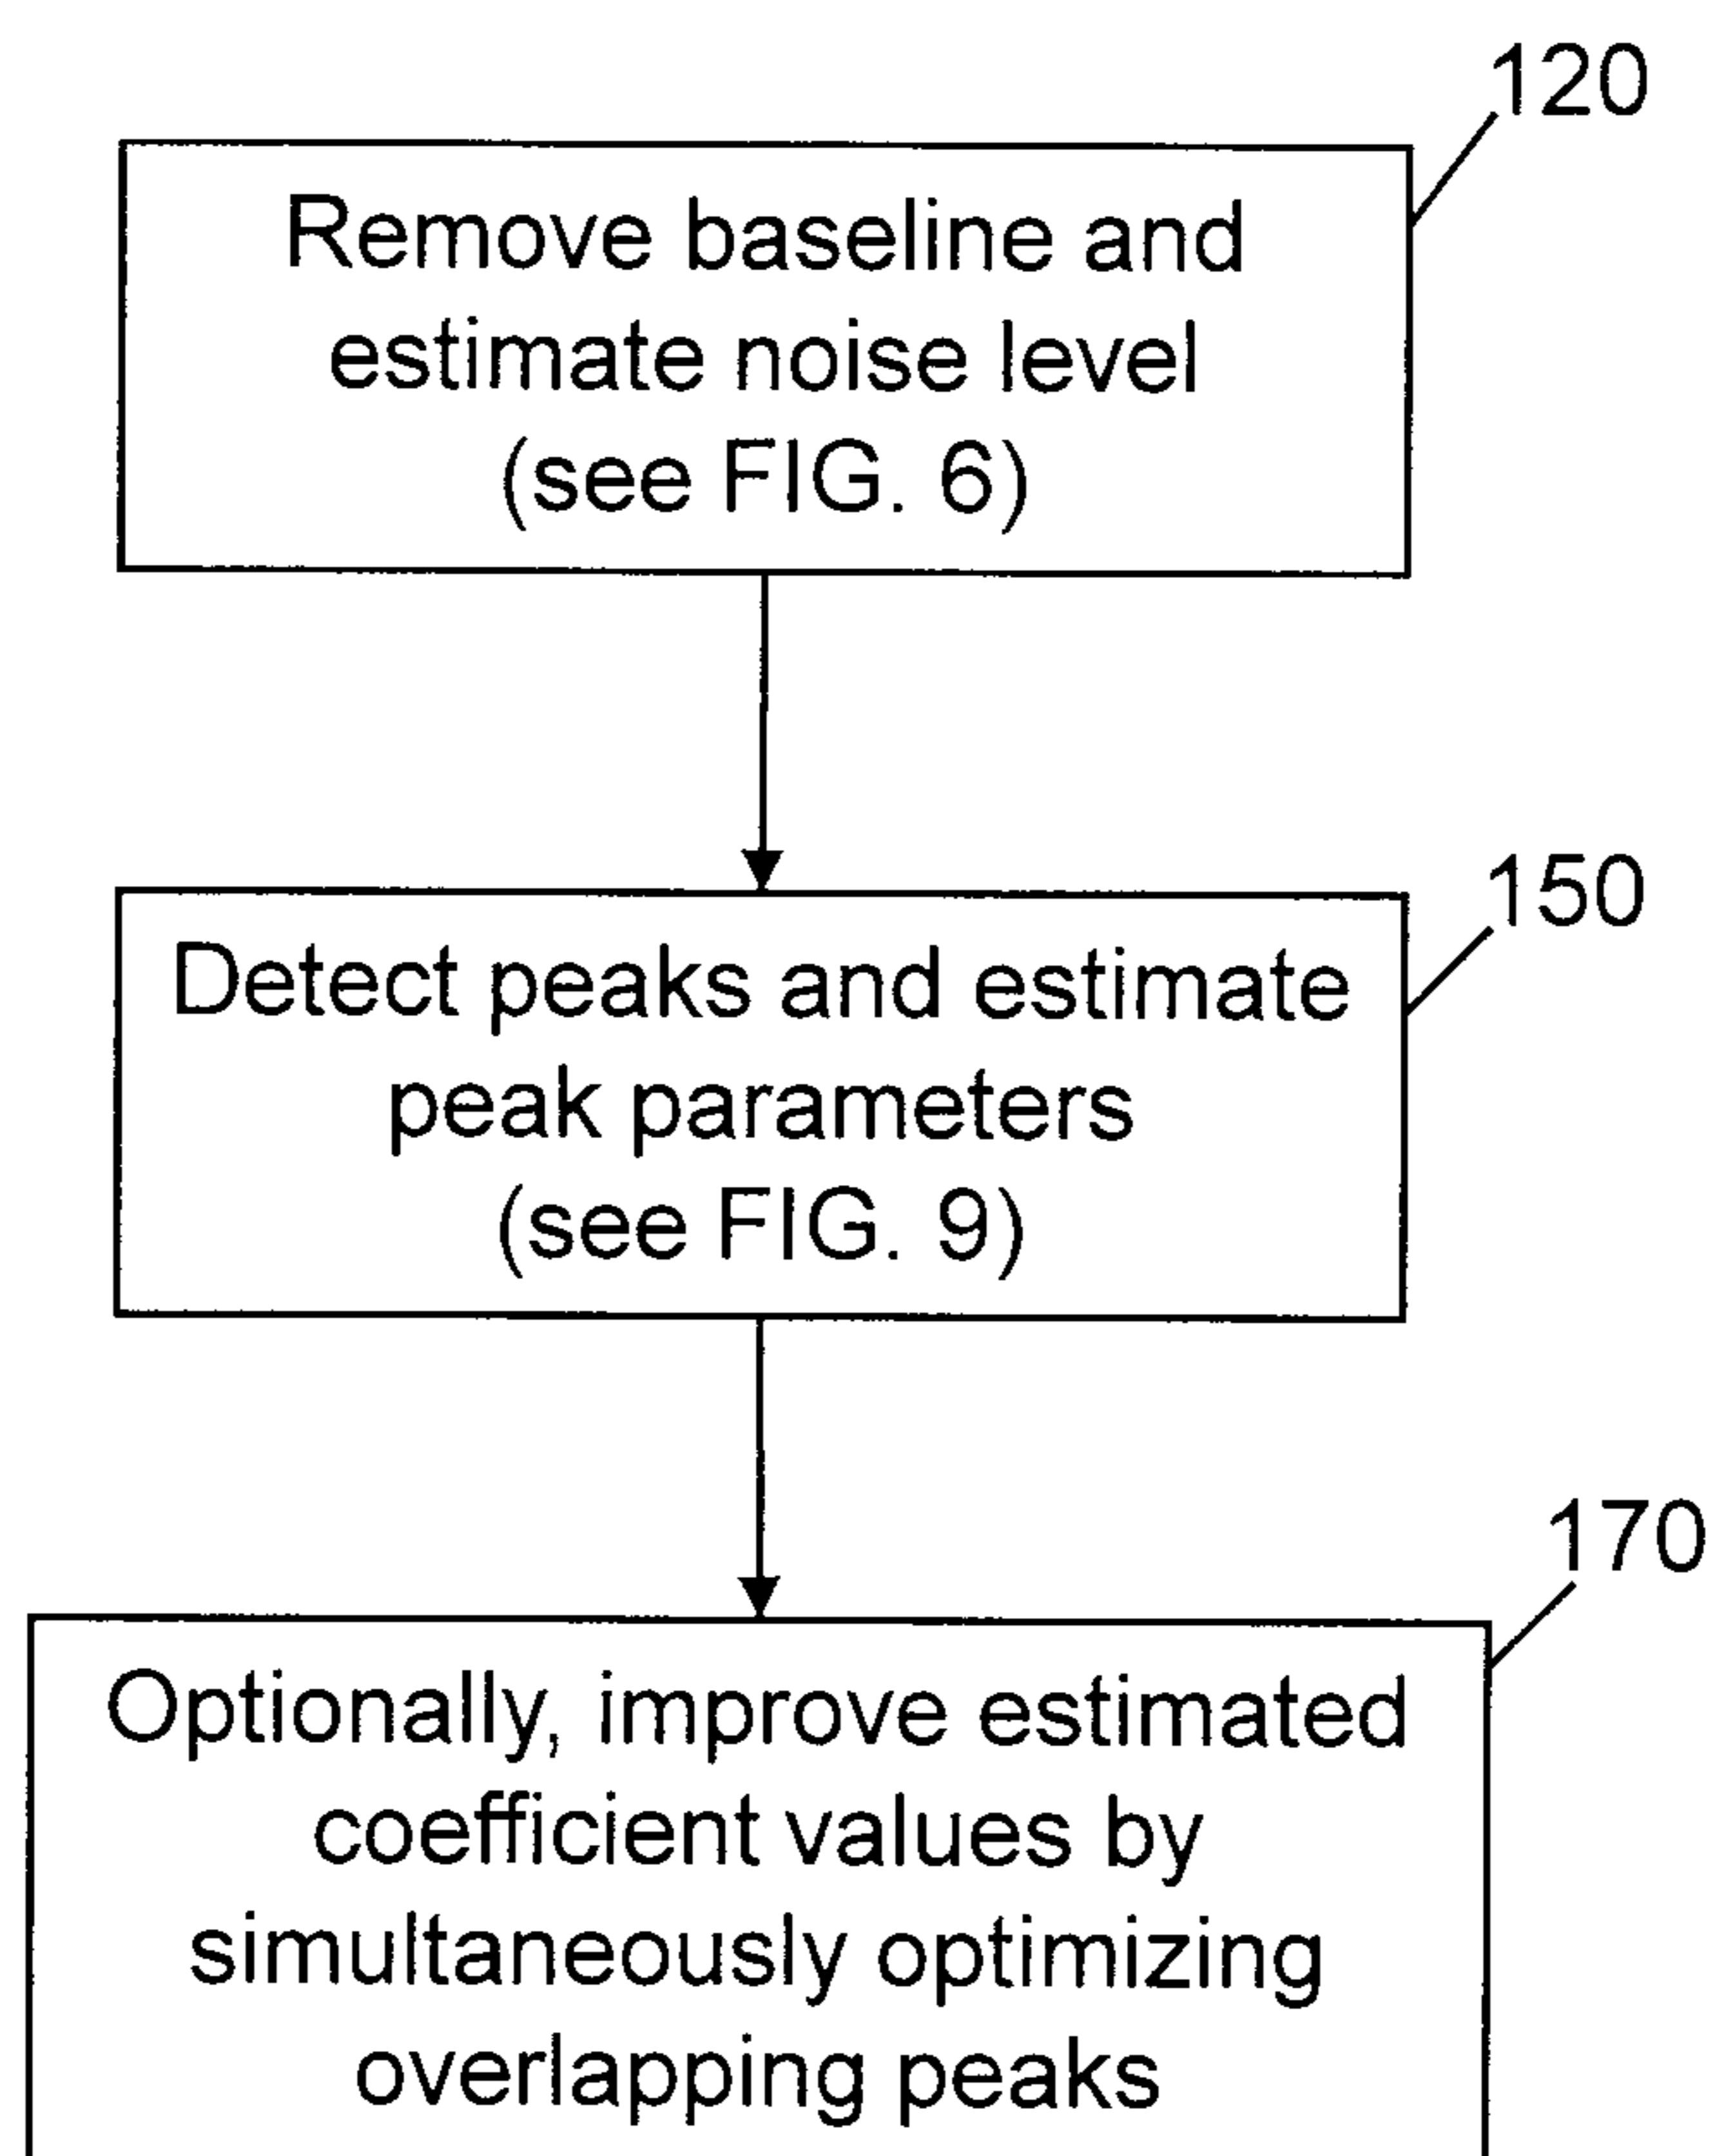 120
Remove baseline and
estimate noise level
(see FIG. 6)
150
Detect peaks and estimate
peak parameters
(see FIG. 9)
170
Optionally, improve estimated
coefficient values by
simultaneously optimizing
overlapping peaks